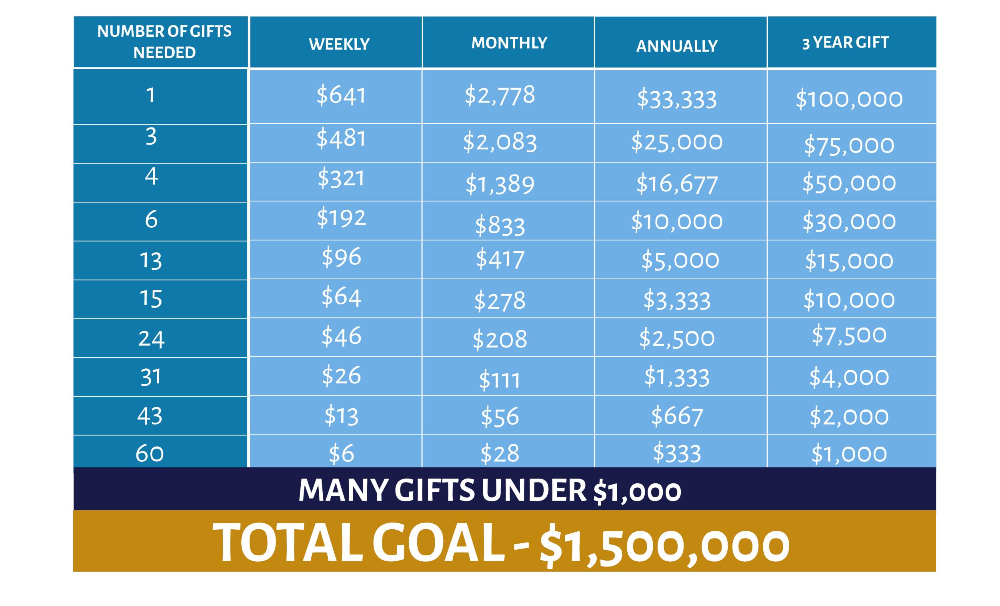 NUMBER OF GIFTS
NEEDED
WEEKLY
MONTHLY
ANNUALLY
3 YEAR GIFT
1 $641 $2,778 $33,333 $100,000
3 $481 $2,083 $25,000 $75,000
4 $321 $1,389 $16,677 $50,000
6 $192 $833 $10,000 $30,000
13 $96 $417 $5,000 $15,000
15 $64 $278 $3,333 $10,000
24 $46 $208 $2,500 $7,500
31 $26 $111 $1,333 $4,000
43 $13 $56 $667 $2,000
60 $6 $28 $333 $1,000
MANY GIFTS UNDER $1,000
TOTAL GOAL - $1,500,000